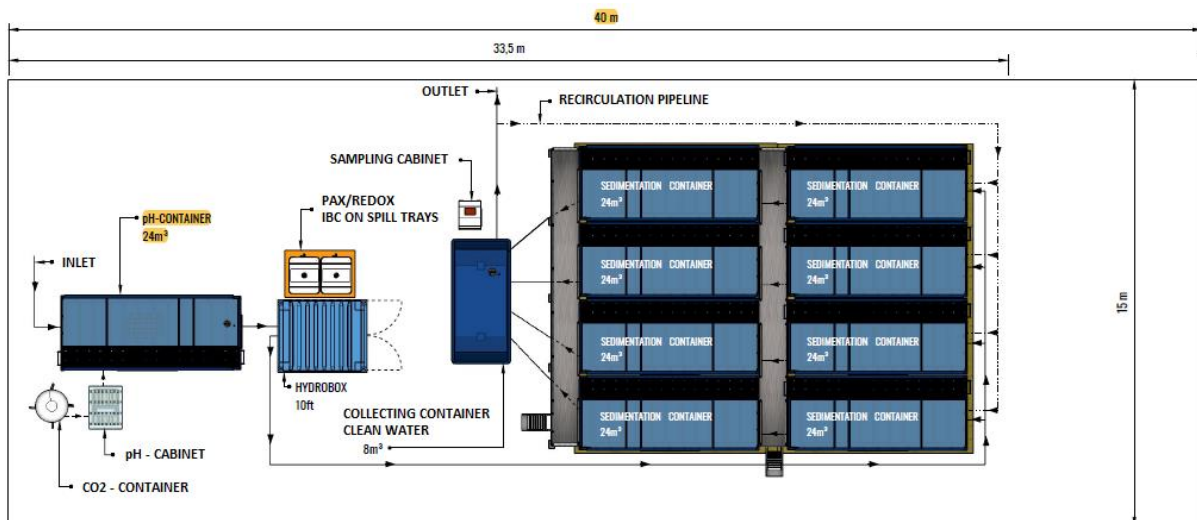 40 m
33,5 m
OUTLET
RECIRCULATION PIPELINE
SAMPLING CABINET
PAX/REDOX
IBC ON SPILL TRAYS
pH-CONTAINER
24m³
INLET
SEDIMENTATION CONTAINER
24m³
SEDIMENTATION CONTAINER
24m³
SEDIMENTATION CONTAINER
24m³
SEDIMENTATION CONTAINER
24m³
15 m
SEDIMENTATION CONTAINER
24m³
SEDIMENTATION CONTAINER
24m³
HYDROBOX
10ft
COLLECTING CONTAINER
CLEAN WATER
8m³
SEDIMENTATION CONTAINER
24m³
SEDIMENTATION CONTAINER
24m³
pH - CABINET
CO2 - CONTAINER